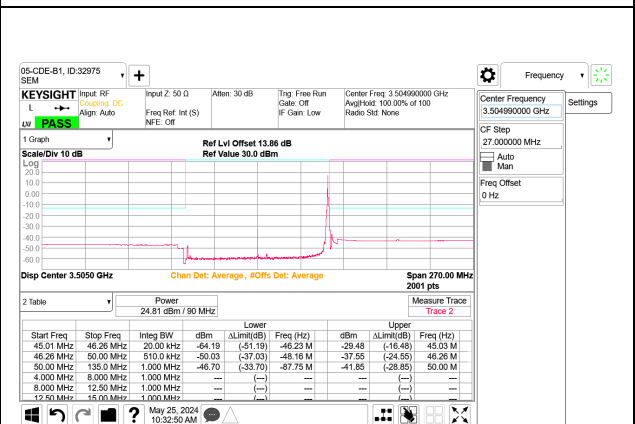 05-CDE-B1, ID:32975
SEM
Frequency
KEYSIGHT
Input: RF
Coupling: DC
Align: Auto
Input Z: 50 Ω
Freq Ref: Int (S)
NFE: Off
Atten: 30 dB
Trig: Free Run
Gate: Off
IF Gain: Low
Center Freq: 3.504990000 GHz
Avg|Hold: 100.00% of 100
Radio Std: None
L
LXI PASS
Center Frequency
3.504990000 GHz
Settings
CF Step
27.000000 MHz
Auto
Man
Freq Offset
0 Hz
1 Graph
Scale/Div 10 dB
Ref Lvl Offset 13.86 dB
Ref Value 30.0 dBm
Log
20.0
10.0
0.00
-10.0
-20.0
-30.0
-40.0
-50.0
-60.0
Disp Center 3.5050 GHz
Chan Det: Average , #Offs Det: Average
Span 270.00 MHz
2001 pts
2 Table
Power
24.81 dBm / 90 MHz
Measure Trace
Trace 2
Lower Upper
Start Freq Stop Freq Integ BW dBm ΔLimit(dB) Freq (Hz) dBm ΔLimit(dB) Freq (Hz)
45.01 MHz 46.26 MHz 20.00 kHz -64.19 (-51.19) -46.23 M -29.48 (-16.48) 45.03 M
46.26 MHz 50.00 MHz 510.0 kHz -50.03 (-37.03) -48.16 M -37.55 (-24.55) 46.26 M
50.00 MHz 135.0 MHz 1.000 MHz -46.70 (-33.70) -87.75 M -41.85 (-28.85) 50.00 M
4.000 MHz 8.000 MHz 1.000 MHz --- (---) --- --- (---) ---
8.000 MHz 12.50 MHz 1.000 MHz --- (---) --- --- (---) ---
12.50 MHz 15.00 MHz 1.000 MHz --- (---) --- --- (---) ---
May 25, 2024
10:32:50 AM